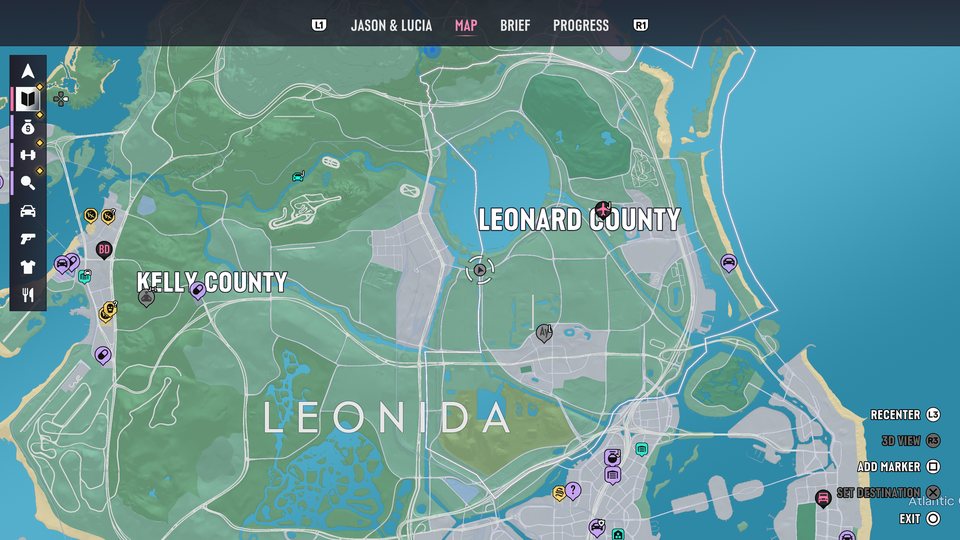 L1 JASON & LUCIA MAP BRIEF PROGRESS R1
LEONARD COUNTY
BD
KELLY COUNTY
LEONIDA
RECENTER L3
3D VIEW R3
ADD MARKER
SET DESTINATION
Atlantic
EXIT